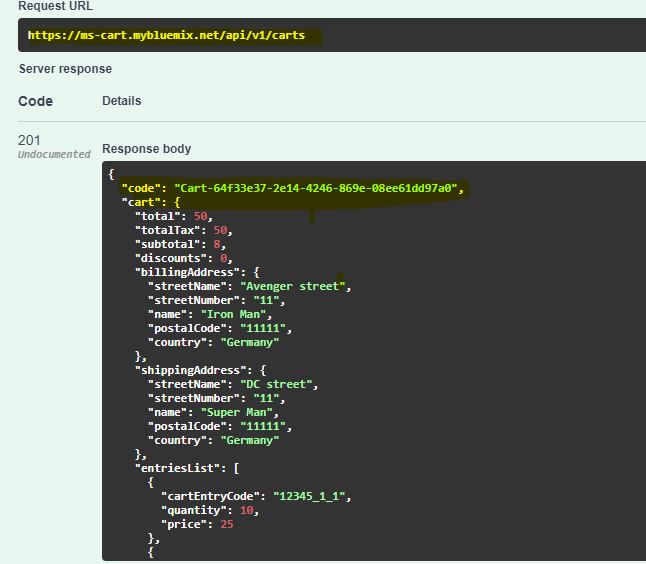 Request URL
https://ms-cart.mybluemix.net/api/v1/carts
Server response
Code Details
201
Undocumented
Response body
{
"code": "Cart-64f33e37-2e14-4246-869e-08ee61dd97a0",
"cart": {
"total": 50,
"totalTax": 50,
"subtotal": 8,
"discounts": 0,
"billingAddress": {
"streetName": "Avenger street",
"streetNumber": "11",
"name": "Iron Man",
"postalCode": "11111",
"country": "Germany"
},
"shippingAddress": {
"streetName": "DC street",
"streetNumber": "11",
"name": "Super Man",
"postalCode": "11111",
"country": "Germany"
},
"entriesList": [
{
"cartEntryCode": "12345_1_1",
"quantity": 10,
"price": 25
},
{